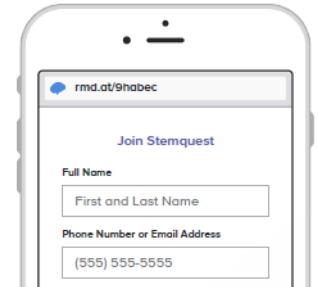 rmd.at/9habec
Join Stemquest
Full Name
First and Last Name
Phone Number or Email Address
(555) 555-5555